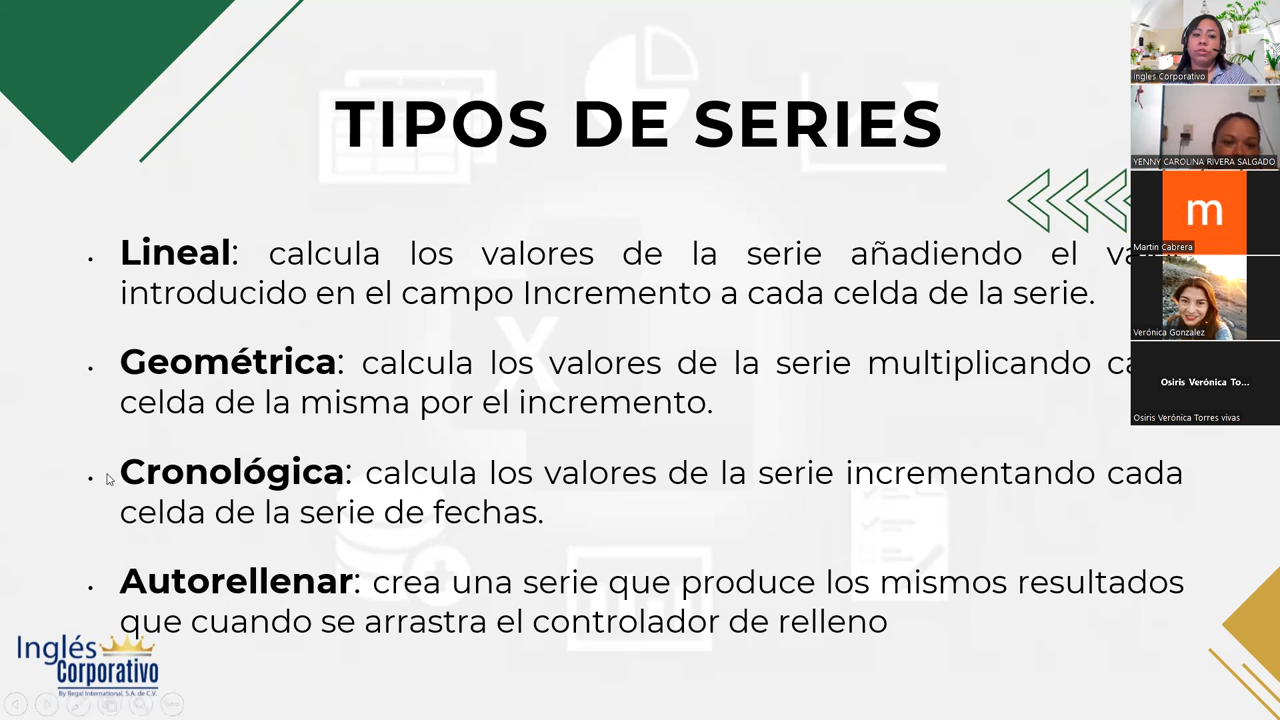 TIPOS DE SERIES
Lineal: calcula los valores de la serie añadiendo el
introducido en el campo Incremento a cada celda de la serie.
Geométrica: calcula los valores de la serie multiplicando
celda de la misma por el incremento.
Cronológica: calcula los valores de la serie incrementando cada
celda de la serie de fechas.
Autorellenar: crea una serie que produce los mismos resultados
que cuando se arrastra el controlador de relleno
Inglés
Corporativo
By Regal International, S.A. de C.V.
Ingles Corporativo
YENNY CAROLINA RIVERA SALGADO
m
Martin Cabrera
Verónica Gonzalez
Osiris Verónica To...
Osiris Verónica Torres vivas
X